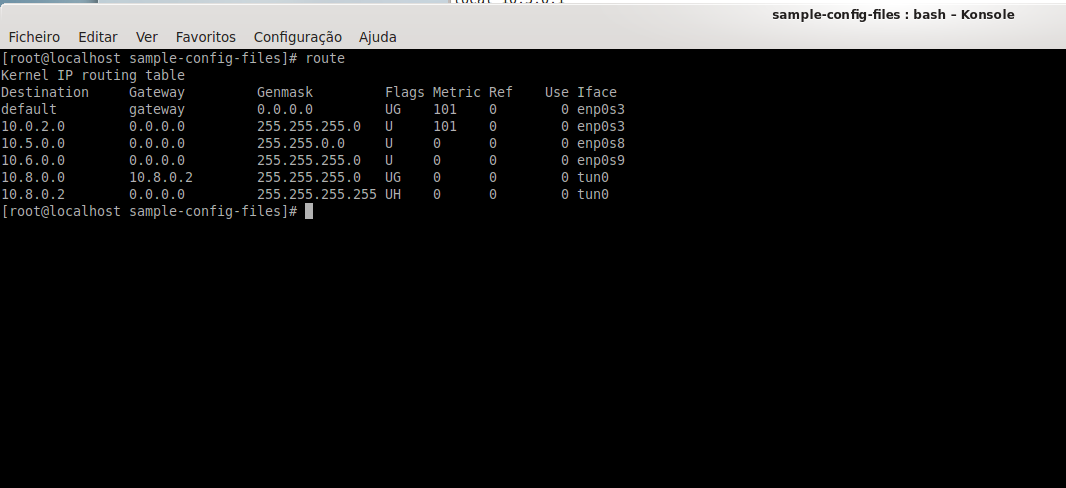 sample-config-files : bash – Konsole
Ficheiro Editar Ver Favoritos Configuração Ajuda
[root@localhost sample-config-files]# route
Kernel IP routing table
Destination     Gateway         Genmask         Flags Metric Ref    Use Iface
default         gateway         0.0.0.0         UG    101    0        0 enp0s3
10.0.2.0        0.0.0.0         255.255.255.0   U     101    0        0 enp0s3
10.5.0.0        0.0.0.0         255.255.0.0     U     0      0        0 enp0s8
10.6.0.0        0.0.0.0         255.255.255.0   U     0      0        0 enp0s9
10.8.0.0        10.8.0.2        255.255.255.0   UG    0      0        0 tun0
10.8.0.2        0.0.0.0         255.255.255.255 UH    0      0        0 tun0
[root@localhost sample-config-files]#